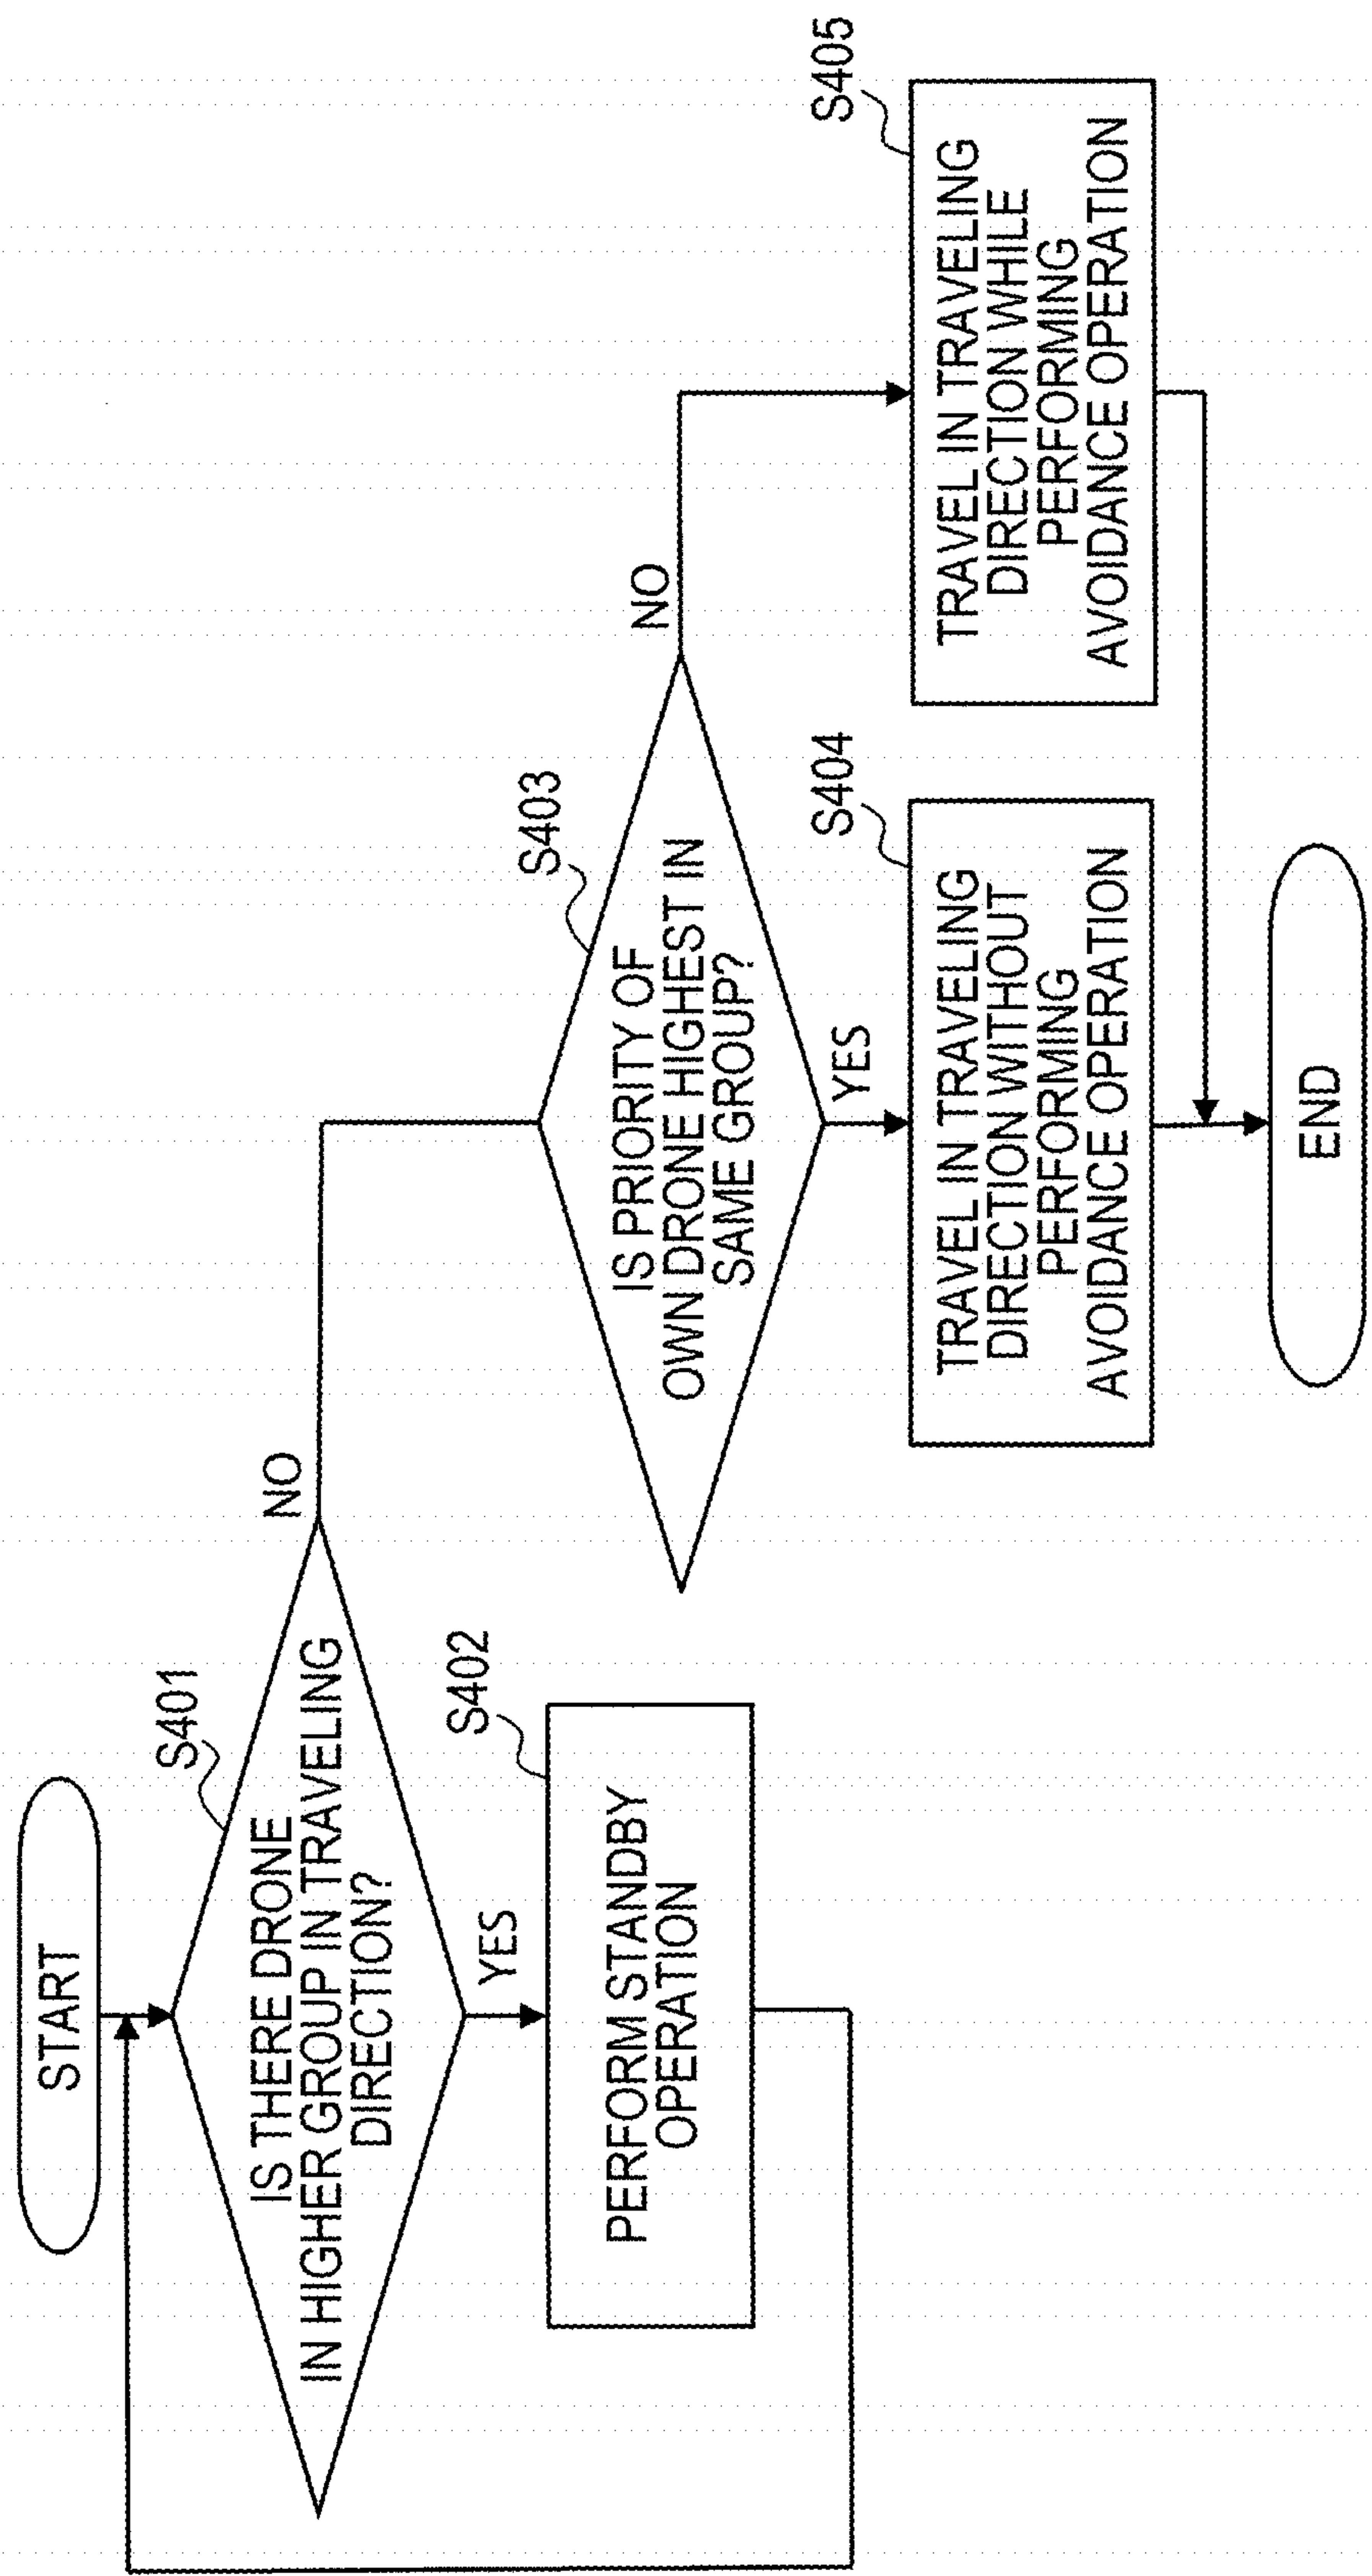 START
S401
IS THERE DRONE
IN HIGHER GROUP IN TRAVELING
DIRECTION?
NO
YES
S402
PERFORM STANDBY
OPERATION
S403
IS PRIORITY OF
OWN DRONE HIGHEST IN
SAME GROUP?
NO
YES
S404
TRAVEL IN TRAVELING
DIRECTION WITHOUT
PERFORMING
AVOIDANCE OPERATION
S405
TRAVEL IN TRAVELING
DIRECTION WHILE
PERFORMING
AVOIDANCE OPERATION
END